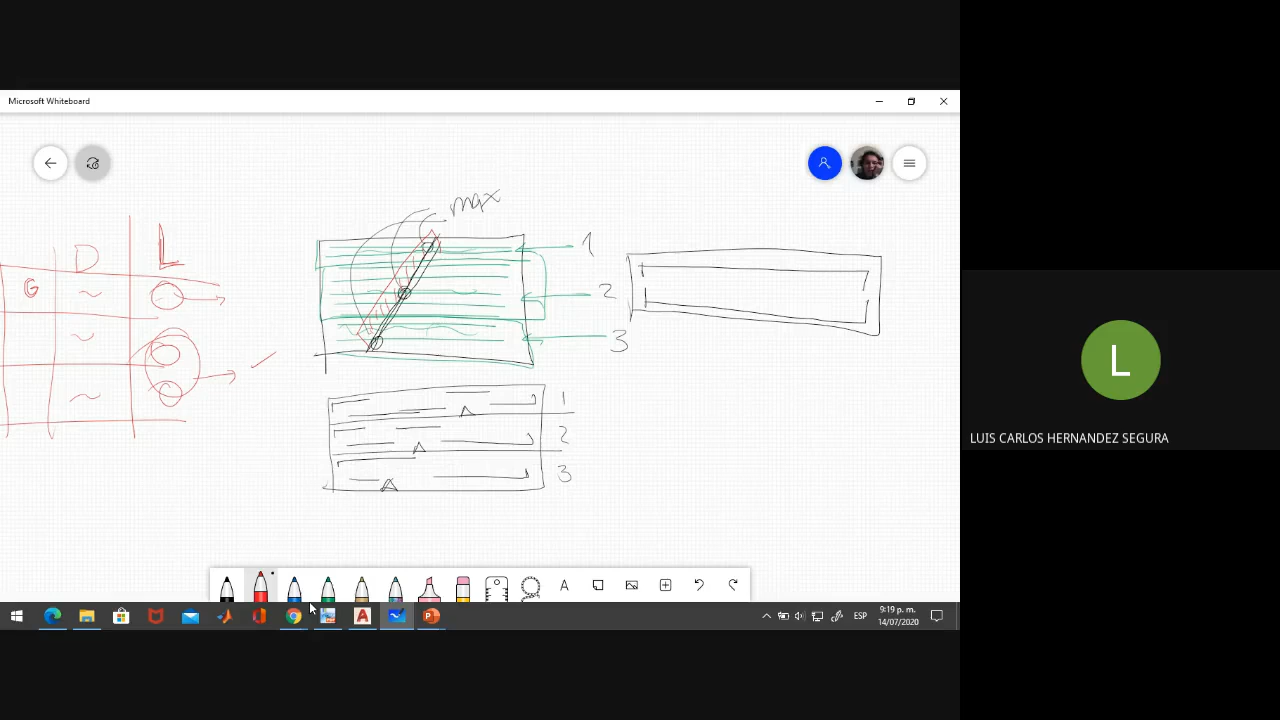 Microsoft Whiteboard
max
D
L
G
1
2
3
1
2
3
A
ESP
9:19 p. m.
14/07/2020
L
LUIS CARLOS HERNANDEZ SEGURA